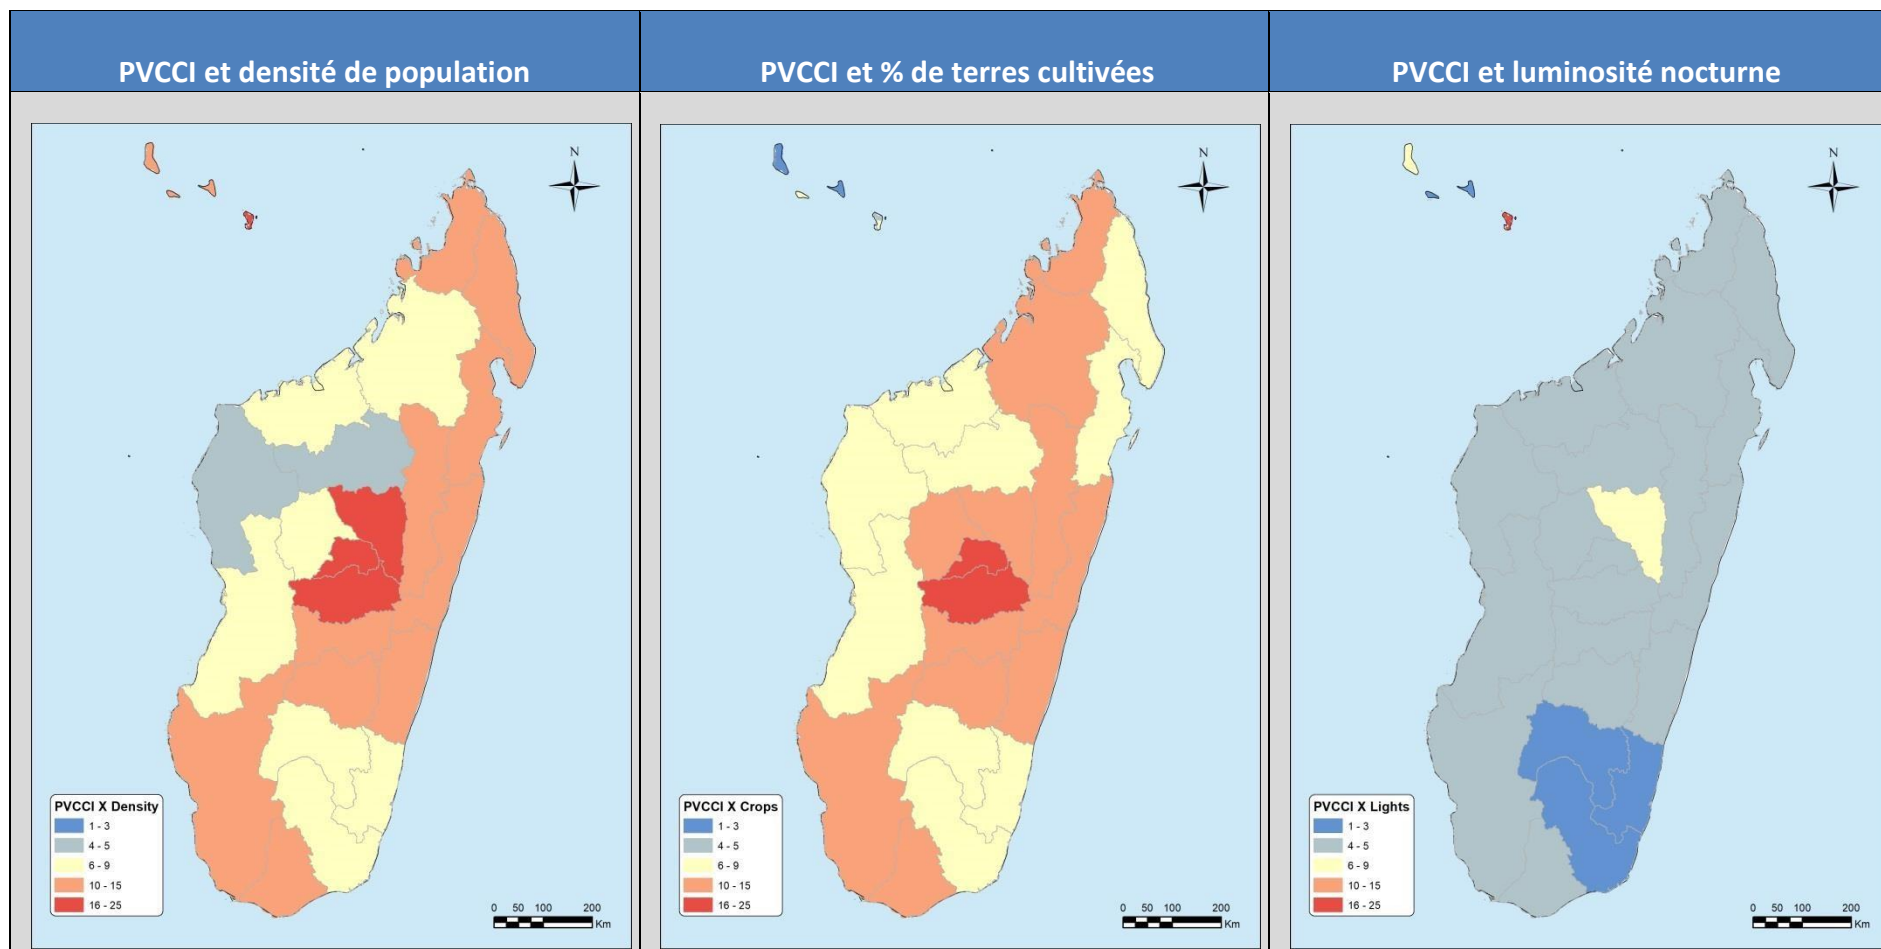 PVCCI et densité de population
PVCCI et % de terres cultivées
PVCCI et luminosité nocturne
N
PVCCI X Density
1 - 3
4 - 5
6 - 9
10 - 15
16 - 25
0 50 100 200
Km
N
PVCCI X Crops
1 - 3
4 - 5
6 - 9
10 - 15
16 - 25
0 50 100 200
Km
N
PVCCI X Lights
1 - 3
4 - 5
6 - 9
10 - 15
16 - 25
0 50 100 200
Km